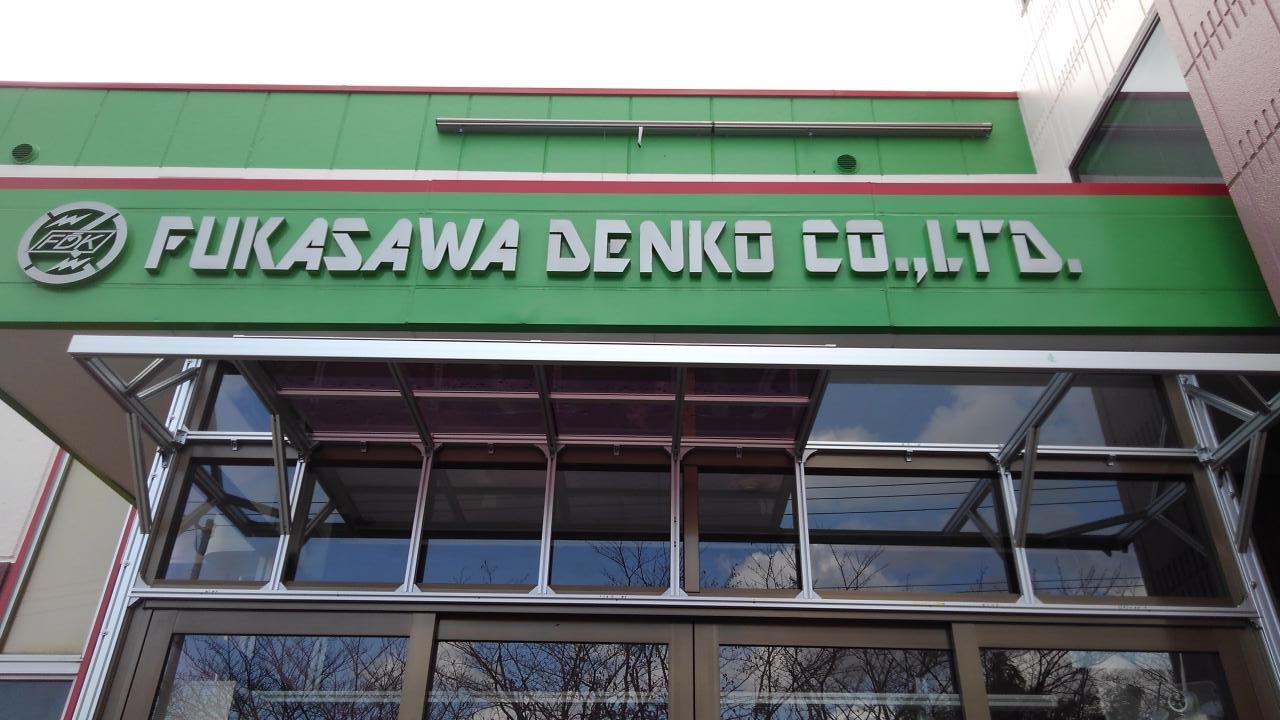 FDK
FUKASAWA DENKO CO.,LTD.